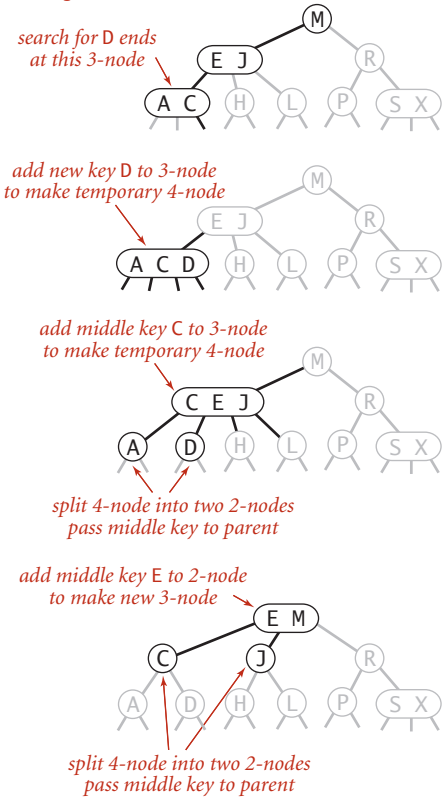 M
search for D ends
at this 3-node
E J
R
A C
H
L
P
S X
add new key D to 3-node
to make temporary 4-node
M
E J
R
A C D
H
L
P
S X
add middle key C to 3-node
to make temporary 4-node
M
C E J
R
A
D
H
L
P
S X
split 4-node into two 2-nodes
pass middle key to parent
add middle key E to 2-node
to make new 3-node
E M
C
J
R
A
D
H
L
P
S X
split 4-node into two 2-nodes
pass middle key to parent